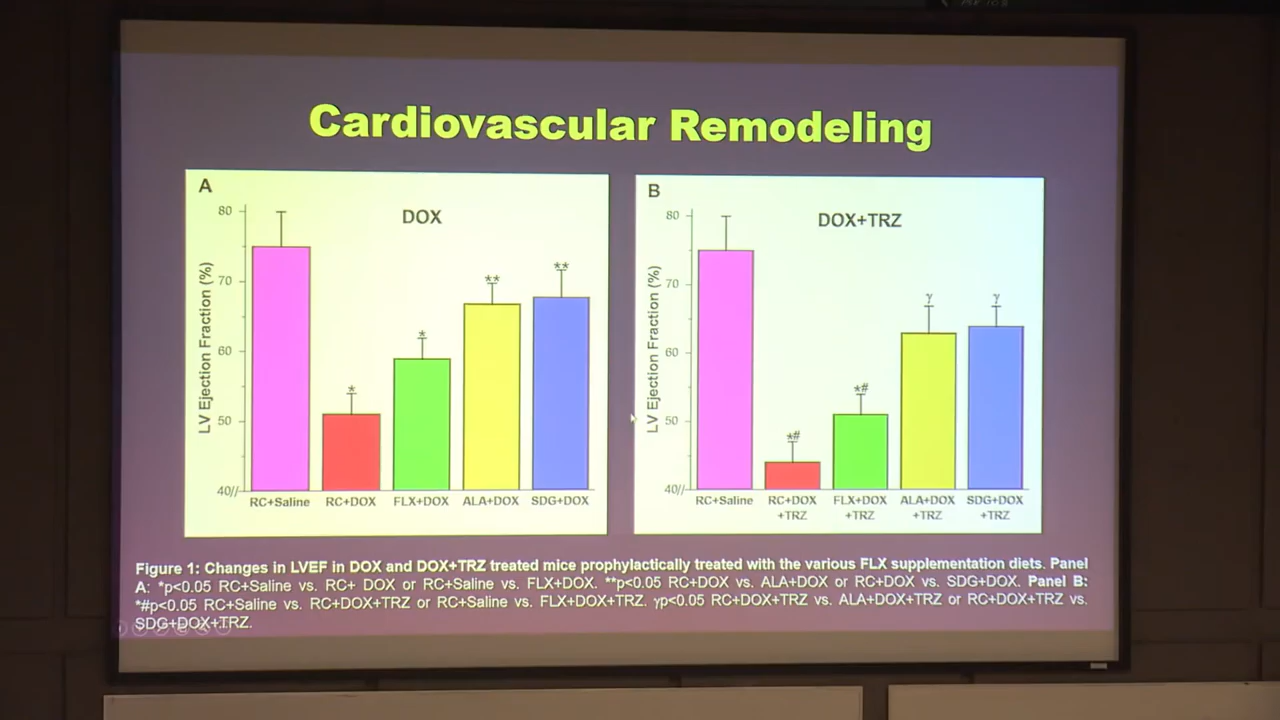 Cardiovascular Remodeling
A
DOX
LV Ejection Fraction (%)
80
70
60
50
40//
*
*
**
**
RC+Saline RC+DOX FLX+DOX ALA+DOX SDG+DOX
B
DOX+TRZ
LV Ejection Fraction (%)
80
70
60
50
40//
*#
*#
γ
γ
RC+Saline RC+DOX FLX+DOX ALA+DOX SDG+DOX
+TRZ +TRZ +TRZ +TRZ
Figure 1: Changes in LVEF in DOX and DOX+TRZ treated mice prophylactically treated with the various FLX supplementation diets. Panel
A: *p<0.05 RC+Saline vs. RC+ DOX or RC+Saline vs. FLX+DOX. **p<0.05 RC+DOX vs. ALA+DOX or RC+DOX vs. SDG+DOX. Panel B:
*#p<0.05 RC+Saline vs. RC+DOX+TRZ or RC+Saline vs. FLX+DOX+TRZ. γp<0.05 RC+DOX+TRZ vs. ALA+DOX+TRZ or RC+DOX+TRZ vs.
SDG+DOX+TRZ.